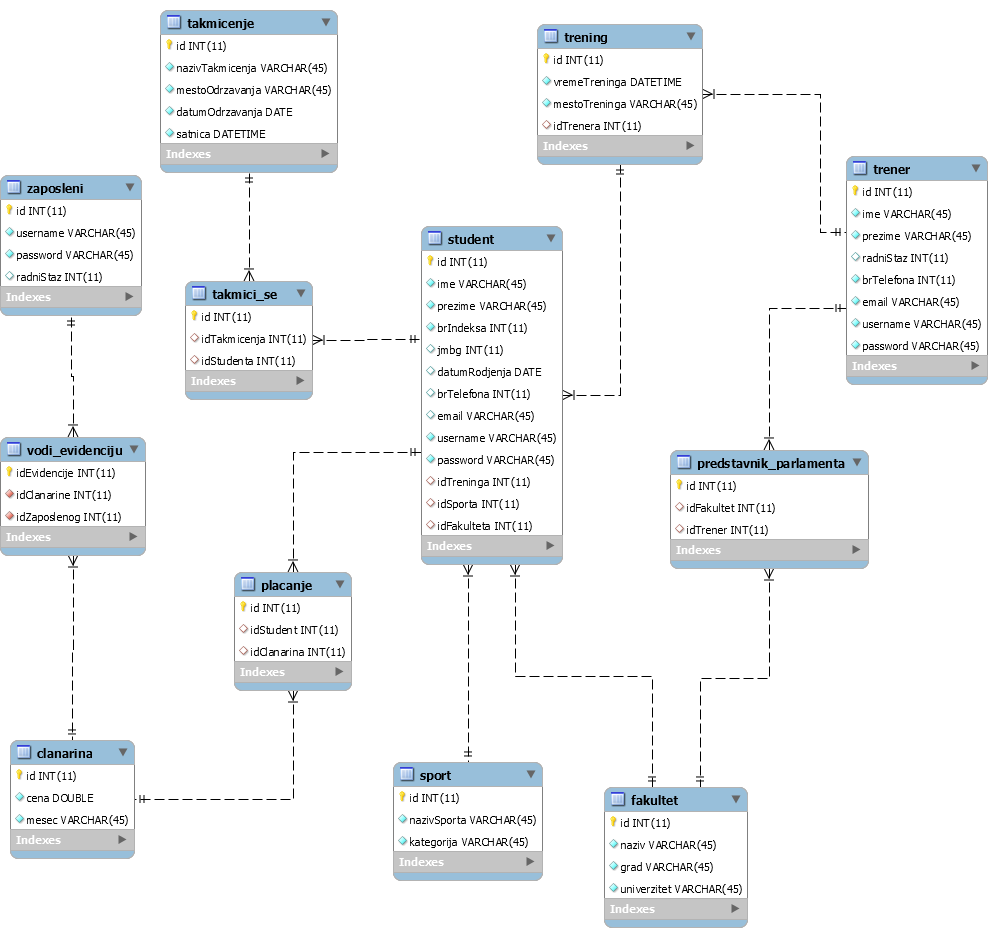 takmicenje
id INT(11)
nazivTakmicenja VARCHAR(45)
mestoOdrzavanja VARCHAR(45)
datumOdrzavanja DATE
satnica DATETIME
Indexes
trening
id INT(11)
vremeTreninga DATETIME
mestoTreninga VARCHAR(45)
idTrenera INT(11)
Indexes
trener
id INT(11)
ime VARCHAR(45)
prezime VARCHAR(45)
radniStaz INT(11)
brTelefona INT(11)
email VARCHAR(45)
username VARCHAR(45)
password VARCHAR(45)
Indexes
zaposleni
id INT(11)
username VARCHAR(45)
password VARCHAR(45)
radniStaz INT(11)
Indexes
takmici_se
id INT(11)
idTakmicenja INT(11)
idStudenta INT(11)
Indexes
student
id INT(11)
ime VARCHAR(45)
prezime VARCHAR(45)
brIndeksa INT(11)
jmbg INT(11)
datumRodjenja DATE
brTelefona INT(11)
email VARCHAR(45)
username VARCHAR(45)
password VARCHAR(45)
idTreninga INT(11)
idSporta INT(11)
idFakulteta INT(11)
Indexes
vodi_evidenciju
idEvidencije INT(11)
idClanarine INT(11)
idZaposlenog INT(11)
Indexes
predstavnik_parlamenta
id INT(11)
idFakultet INT(11)
idTrener INT(11)
Indexes
placanje
id INT(11)
idStudent INT(11)
idClanarina INT(11)
Indexes
clanarina
id INT(11)
cena DOUBLE
mesec VARCHAR(45)
Indexes
sport
id INT(11)
nazivSporta VARCHAR(45)
kategorija VARCHAR(45)
Indexes
fakultet
id INT(11)
naziv VARCHAR(45)
grad VARCHAR(45)
univerzitet VARCHAR(45)
Indexes